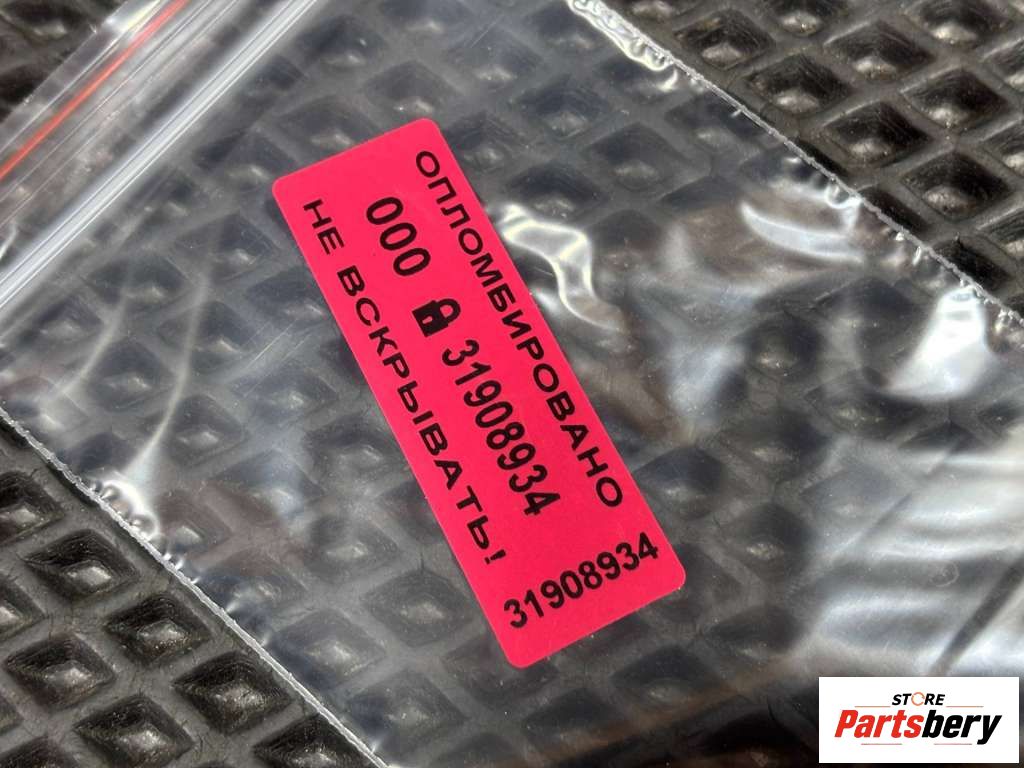 ОПЛОМБИРОВАНО
000 31908934
НЕ ВСКРЫВАТЬ!
31908934
STORE
Partsbery